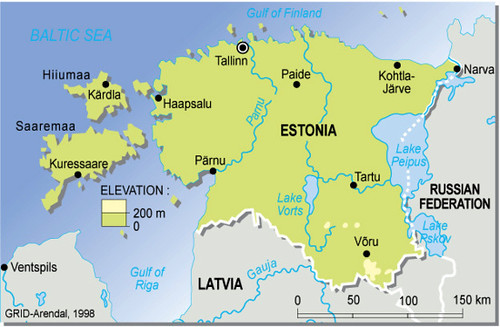 Gulf of Finland
BALTIC SEA
Tallinn
Narva
Hiiumaa
Kärdla
Paide
Kohtla-
Järve
Haapsalu
Pärnu
Saaremaa
ESTONIA
Kuressaare
Pärnu
Lake
Peipus
Tartu
ELEVATION :
200 m
0
Lake
Vorts
RUSSIAN
FEDERATION
Võru
Lake
Pskov
Ventspils
Gulf of
Riga
LATVIA
Gauja
0 50 100 150 km
GRID-Arendal, 1998